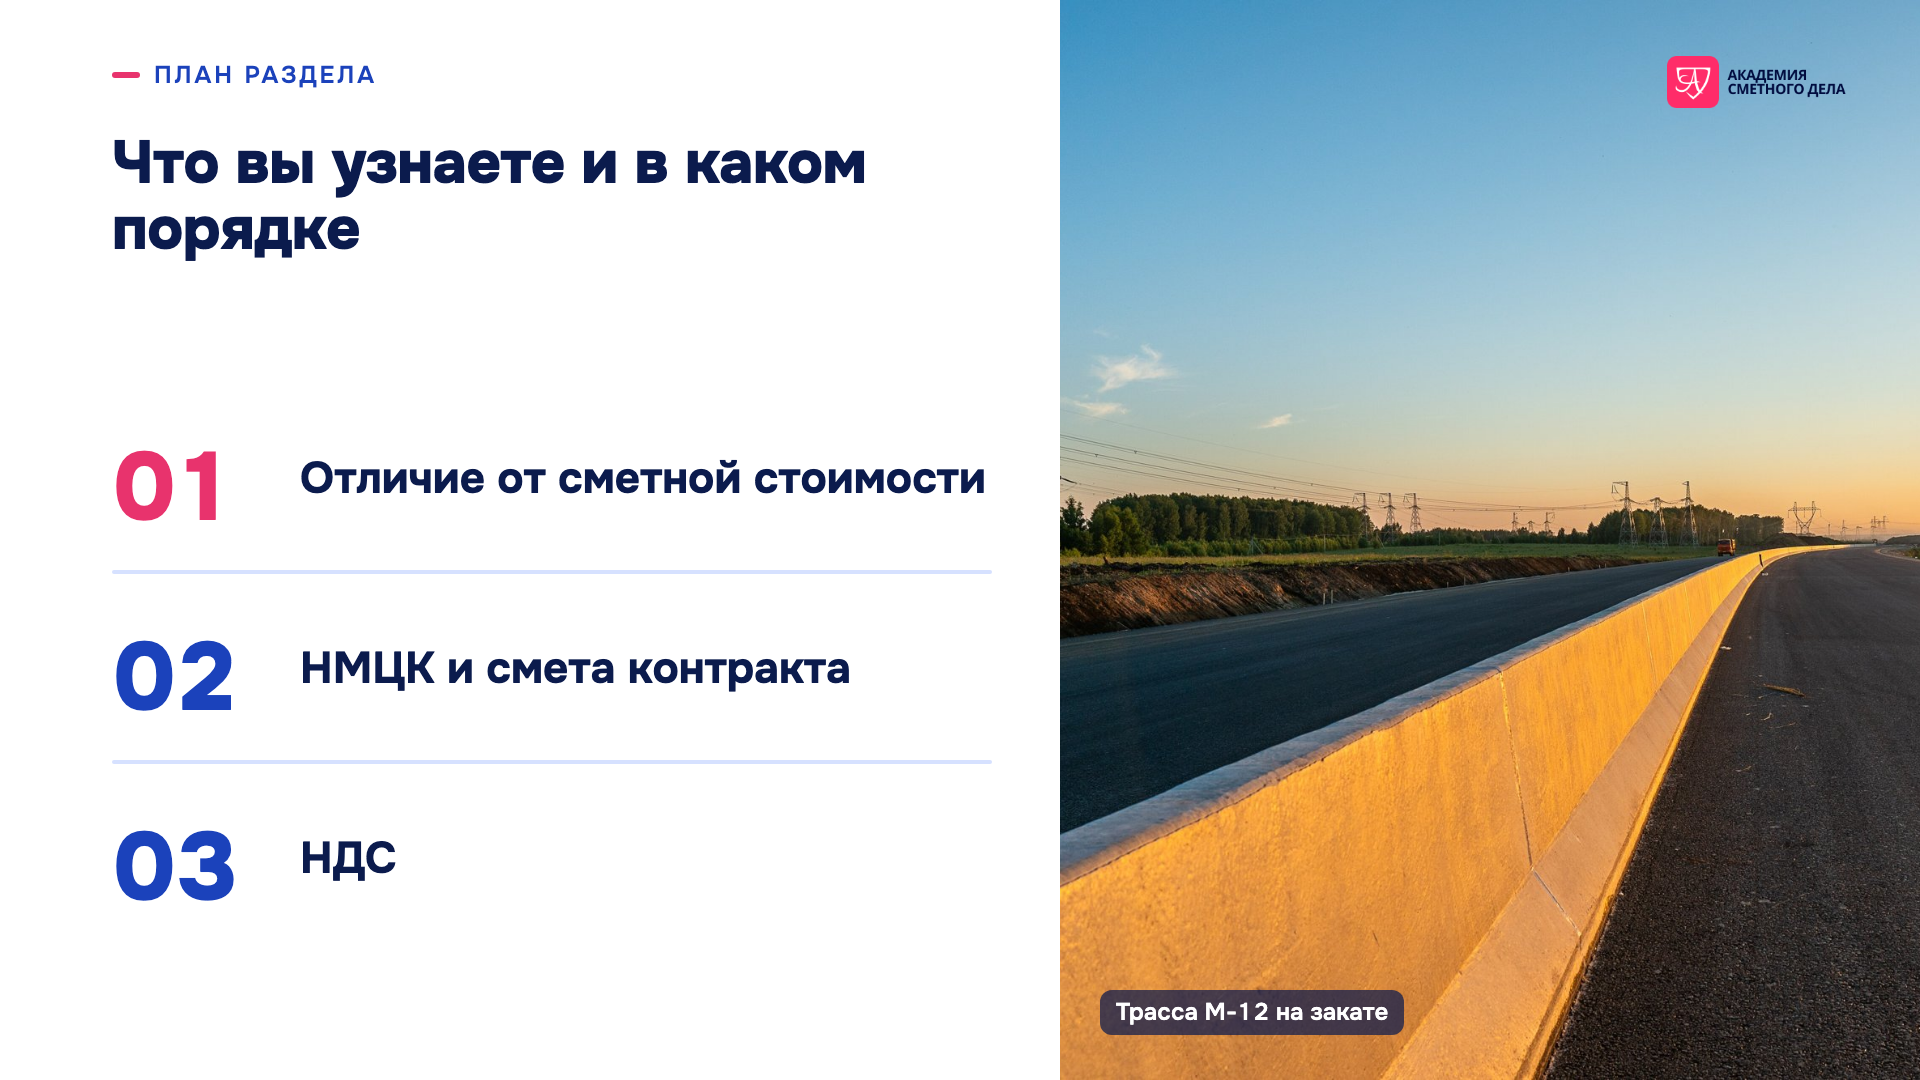 ПЛАН РАЗДЕЛА
АКАДЕМИЯ
СМЕТНОГО ДЕЛА
Что вы узнаете и в каком
порядке
01 Отличие от сметной стоимости
02 НМЦК и смета контракта
03 НДС
Трасса М-12 на закате